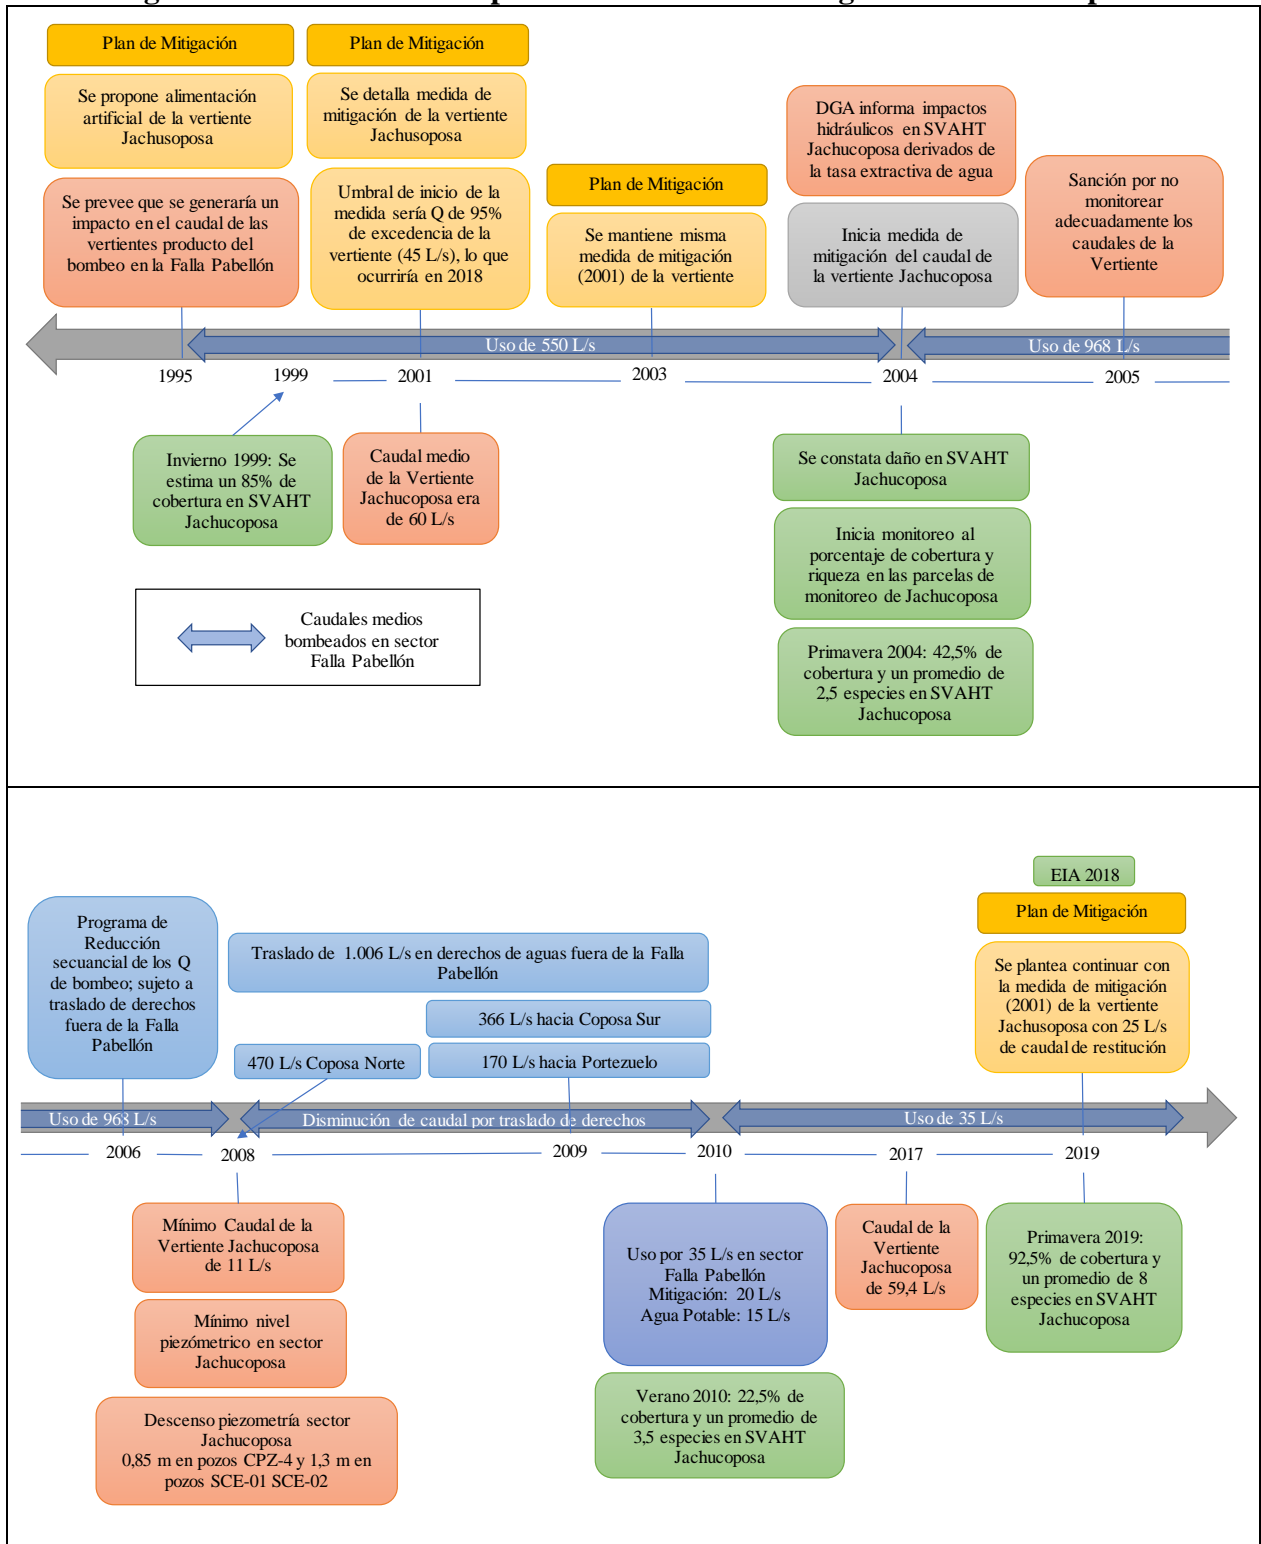 Plan de Mitigación
Se propone alimentación
artificial de la vertiente
Jachusoposa
Se prevee que se generaría un
impacto en el caudal de las
vertientes producto del
bombeo en la Falla Pabellón
Plan de Mitigación
Se detalla medida de
mitigación de la vertiente
Jachusoposa
Umbral de inicio de la
medida sería Q de 95%
de excedencia de la
vertiente (45 L/s), lo que
ocurriría en 2018
Plan de Mitigación
Se mantiene misma
medida de mitigación
(2001) de la vertiente
DGA informa impactos
hidráulicos en SVAHT
Jachucoposa derivados de
la tasa extractiva de agua
Inicia medida de
mitigación del caudal de
la vertiente Jachucoposa
Sanción por no
monitorear
adecuadamente los
caudales de la
Vertiente
Uso de 550 L/s
Uso de 968 L/s
1995
1999
2001
2003
2004
2005
Invierno 1999: Se
estima un 85% de
cobertura en SVAHT
Jachucoposa
Caudal medio
de la Vertiente
Jachucoposa era
de 60 L/s
Se constata daño en SVAHT
Jachucoposa
Inicia monitoreo al
porcentaje de cobertura y
riqueza en las parcelas de
monitoreo de Jachucoposa
Primavera 2004: 42,5% de
cobertura y un promedio de
2,5 especies en SVAHT
Jachucoposa
Caudales medios
bombeados en sector
Falla Pabellón
Programa de
Reducción
secuancial de los Q
de bombeo; sujeto a
traslado de derechos
fuera de la Falla
Pabellón
Traslado de 1.006 L/s en derechos de aguas fuera de la Falla
Pabellón
366 L/s hacia Coposa Sur
470 L/s Coposa Norte
170 L/s hacia Portezuelo
EIA 2018
Plan de Mitigación
Se plantea continuar con
la medida de mitigación
(2001) de la vertiente
Jachusoposa con 25 L/s
de caudal de restitución
Uso de 968 L/s
Disminución de caudal por traslado de derechos
Uso de 35 L/s
2006
2008
2009
2010
2017
2019
Mínimo Caudal de la
Vertiente Jachucoposa
de 11 L/s
Mínimo nivel
piezómetrico en sector
Jachucoposa
Descenso piezometría sector
Jachucoposa
0,85 m en pozos CPZ-4 y 1,3 m en
pozos SCE-01 SCE-02
Uso por 35 L/s en sector
Falla Pabellón
Mitigación: 20 L/s
Agua Potable: 15 L/s
Verano 2010: 22,5% de
cobertura y un promedio de
3,5 especies en SVAHT
Jachucoposa
Caudal de la
Vertiente
Jachucoposa
de 59,4 L/s
Primavera 2019:
92,5% de cobertura y
un promedio de 8
especies en SVAHT
Jachucoposa